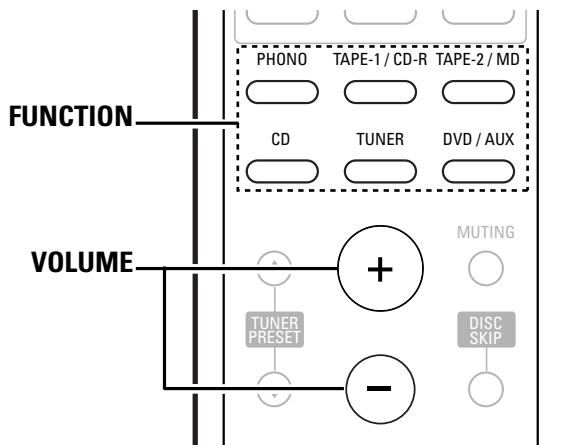 PHONO TAPE-1 / CD-R TAPE-2 / MD
FUNCTION
CD TUNER DVD / AUX
MUTING
VOLUME
+
TUNER
PRESET
DISC
SKIP
−